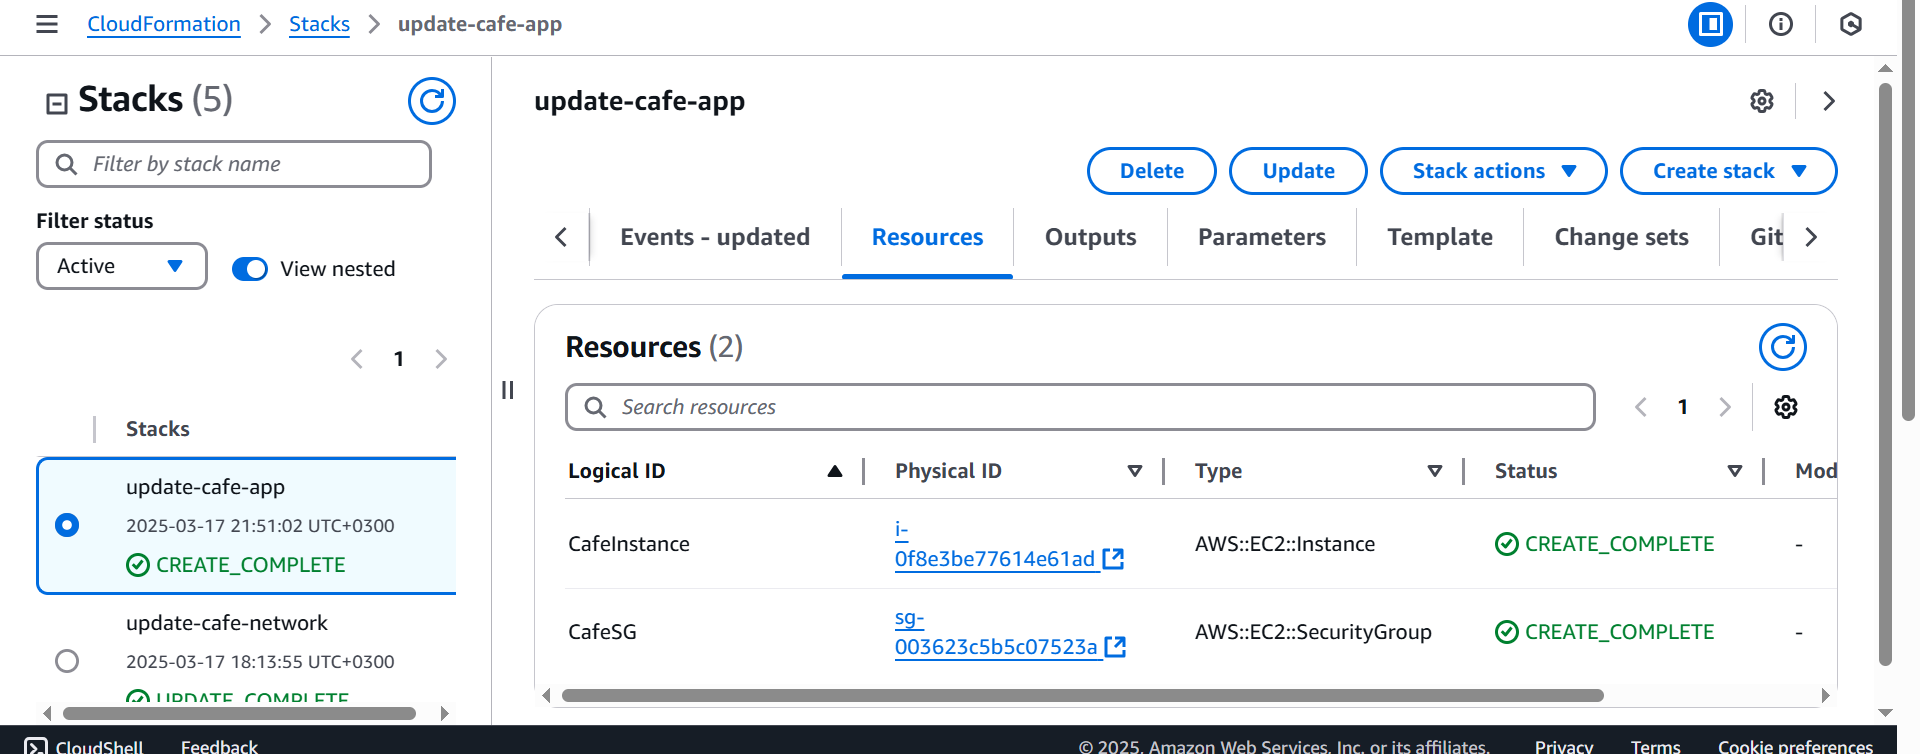 CloudFormation > Stacks > update-cafe-app
Stacks (5)
Filter by stack name
Filter status
Active
View nested
1
Stacks
update-cafe-app
2025-03-17 21:51:02 UTC+0300
CREATE_COMPLETE
update-cafe-network
2025-03-17 18:13:55 UTC+0300
UPDATE_COMPLETE
update-cafe-app
Delete Update Stack actions Create stack
Events - updated Resources Outputs Parameters Template Change sets Git
Resources (2)
Search resources
1
Logical ID Physical ID Type Status Mod
CafeInstance i-0f8e3be77614e61ad AWS::EC2::Instance CREATE_COMPLETE -
CafeSG sg-003623c5b5c07523a AWS::EC2::SecurityGroup CREATE_COMPLETE -
CloudShell Feedback © 2025, Amazon Web Services, Inc. or its affiliates. Privacy Terms Cookie preferences